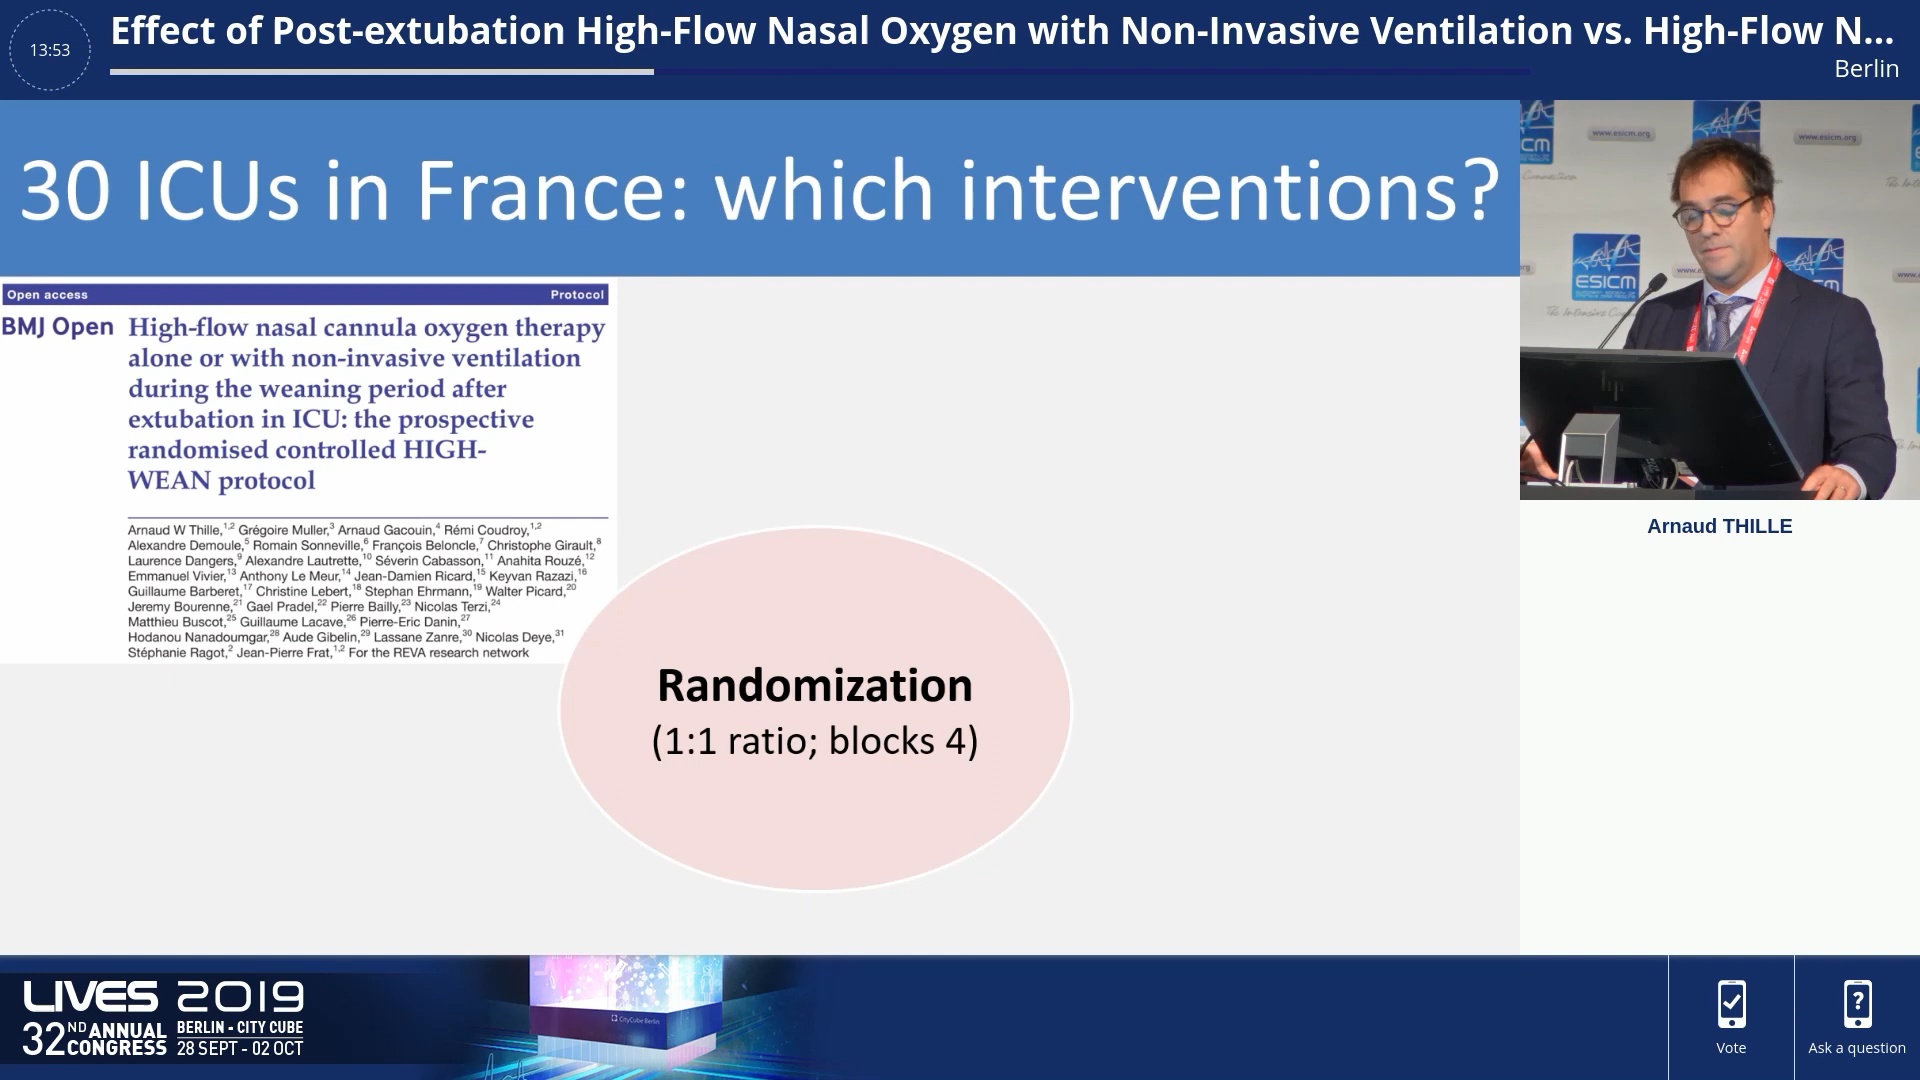 13:53
Effect of Post-extubation High-Flow Nasal Oxygen with Non-Invasive Ventilation vs. High-Flow N...
Berlin
30 ICUs in France: which interventions?
Open access
Protocol
BMJ Open
High-flow nasal cannula oxygen therapy
alone or with non-invasive ventilation
during the weaning period after
extubation in ICU: the prospective
randomised controlled HIGH-
WEAN protocol
Arnaud W Thille,1,2 Grégoire Muller,3 Arnaud Gacouin,4 Rémi Coudroy,1,2
Alexandre Demoule,5 Romain Sonneville,6 François Beloncle,7 Christophe Girault,8
Laurence Dangers,9 Alexandre Lautrette,10 Séverin Cabasson,11 Anahita Rouzé,12
Emmanuel Vivier,13 Anthony Le Meur,14 Jean-Damien Ricard,15 Keyvan Razazi,16
Guillaume Barberet,17 Christine Lebert,18 Stephan Ehrmann,19 Walter Picard,20
Jeremy Bourenne,21 Gael Pradel,22 Pierre Bailly,23 Nicolas Terzi,24
Matthieu Buscot,25 Guillaume Lacave,26 Pierre-Eric Danin,27
Hodanou Nanadoumgar,28 Aude Gibelin,29 Lassane Zanre,30 Nicolas Deye,31
Stéphanie Ragot,2 Jean-Pierre Frat,1,2 For the REVA research network
Randomization
(1:1 ratio; blocks 4)
www.esicm.org
www.esicm.org
ESICM
Arnaud THILLE
LIVES 2019
32ND ANNUAL CONGRESS
BERLIN - CITY CUBE
28 SEPT - 02 OCT
CityCube Berlin
Vote
Ask a question